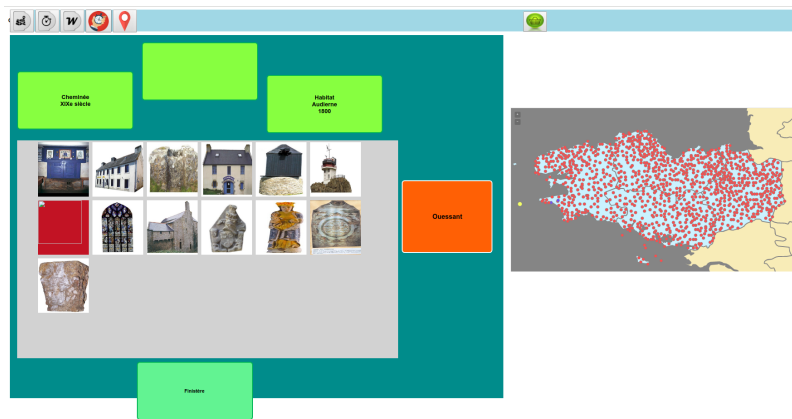 W
Cheminée
XIXe siècle
Habitat
Audierne
1800
Ouessant
Finistère